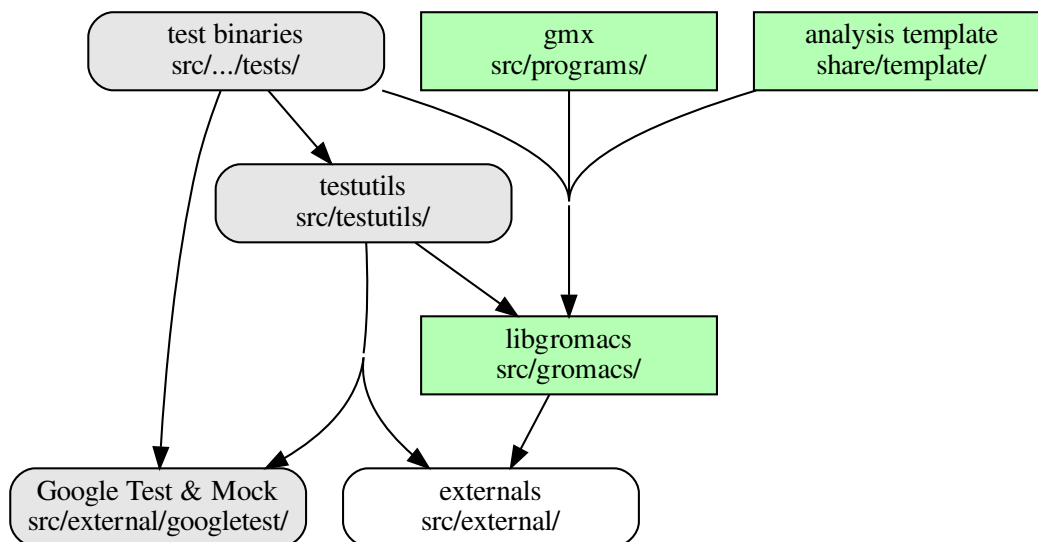 test binaries
src/.../tests/
gmx
src/programs/
analysis template
share/template/
testutils
src/testutils/
libgromacs
src/gromacs/
Google Test & Mock
src/external/googletest/
externals
src/external/